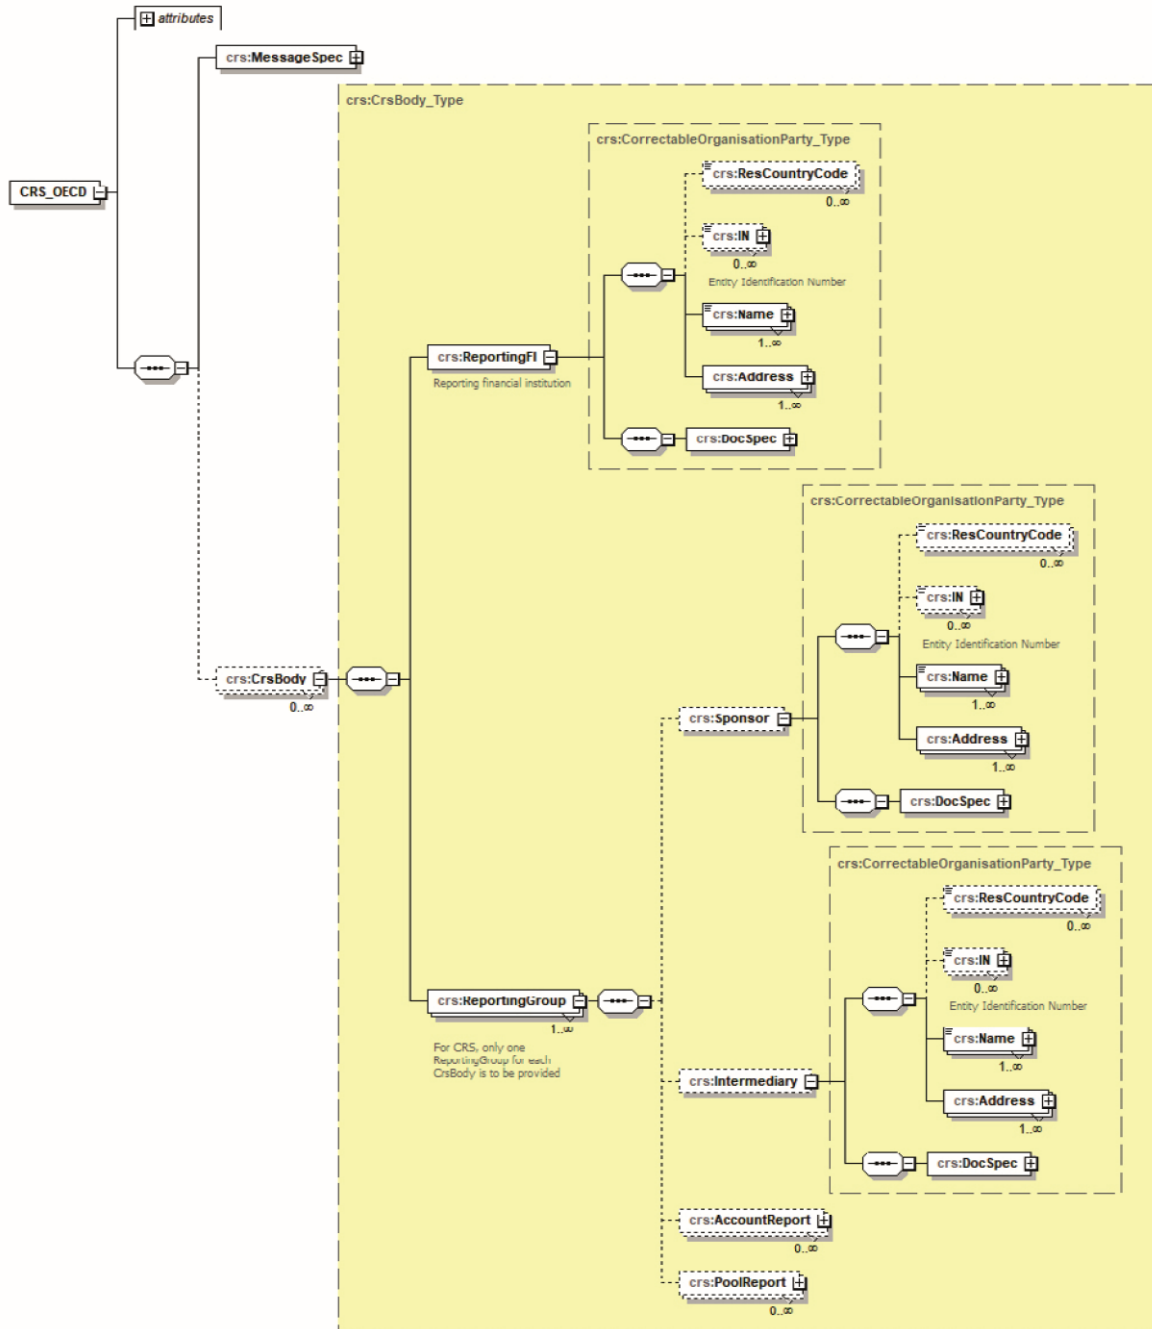 attributes
crs:MessageSpec
crs:CrsBody_Type
crs:CorrectableOrganisationParty_Type
crs:ResCountryCode
0..∞
CRS_OECD
crs:IN
0..∞
Entity Identification Number
crs:Name
1..∞
crs:ReportingFI
Reporting financial institution
crs:Address
1..∞
crs:DocSpec
crs:CorrectableOrganisationParty_Type
crs:ResCountryCode
0..∞
crs:IN
0..∞
Entity Identification Number
crs:CrsBody
0..∞
crs:Name
1..∞
crs:Sponsor
crs:Address
1..∞
crs:DocSpec
crs:CorrectableOrganisationParty_Type
crs:ResCountryCode
0..∞
crs:IN
0..∞
Entity Identification Number
crs:ReportingGroup
1..∞
For CRS, only one
ReportingGroup for each
CrsBody is to be provided
crs:Name
1..∞
crs:Intermediary
crs:Address
1..∞
crs:DocSpec
crs:AccountReport
0..∞
crs:PoolReport
0..∞